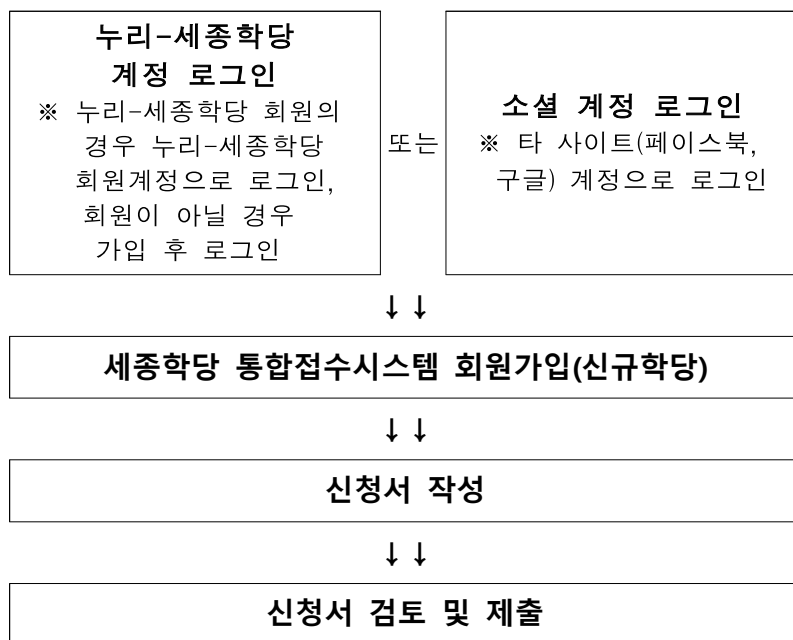 누리-세종학당
계정 로그인
※ 누리-세종학당 회원의
경우 누리-세종학당
회원계정으로 로그인,
회원이 아닐 경우
가입 후 로그인
또는
소셜 계정 로그인
※ 타 사이트(페이스북,
구글) 계정으로 로그인
↓↓
세종학당 통합접수시스템 회원가입(신규학당)
↓↓
신청서 작성
↓↓
신청서 검토 및 제출